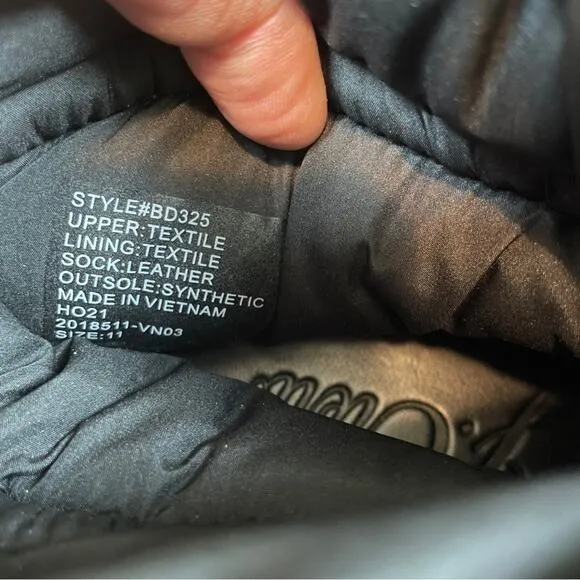 STYLE#BD325
UPPER:TEXTILE
LINING:TEXTILE
SOCK:LEATHER
OUTSOLE:SYNTHETIC
MADE IN VIETNAM
HO21
2018511-VN03
SIZE:11